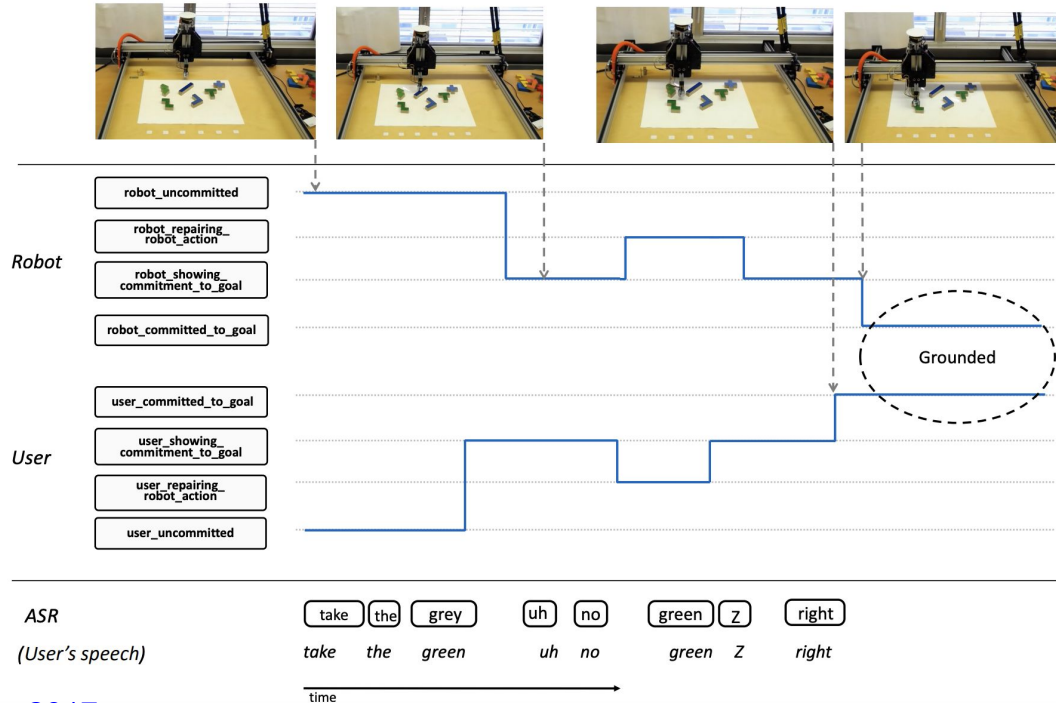 Robot
robot_uncommitted
robot_repairing_
robot_action
robot_showing_
commitment_to_goal
robot_committed_to_goal
Grounded
User
user_committed_to_goal
user_showing_
commitment_to_goal
user_repairing_
robot_action
user_uncommitted
ASR
take the grey uh no green Z right
(User's speech)
take the green uh no green Z right
time